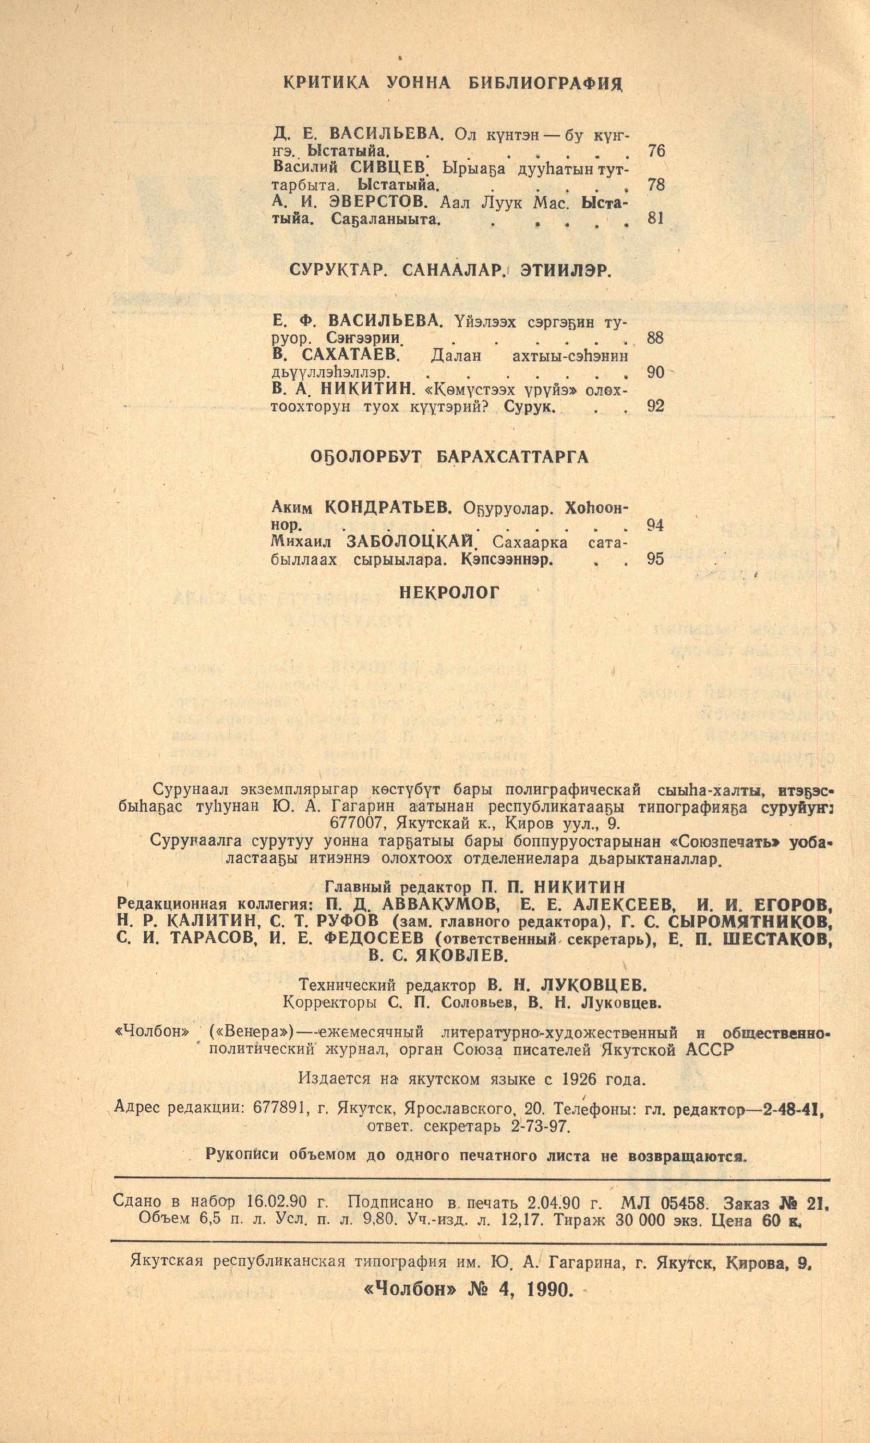 КРИТИКА УОННА БИБЛИОГРАФИЯ
Д. Е. ВАСИЛЬЕВА. Ол күнтэн — бу күҥ-
ҥэ. Ыстатыйа. . . . . . . . 76
Василий СИВЦЕВ. Ырыаҕа дууһатын тут-
тарбыта. Ыстатыйа. . . . . . 78
А. И. ЭВЕРСТОВ. Аал Луук Мас. Ыста-
тыйа. Саҕаланыыта. . . . . . 81
СУРУКТАР. САНААЛАР. ЭТИИЛЭР.
Е. Ф. ВАСИЛЬЕВА. Үйэлээх сэргэҕин ту-
руор. Сэҥээрии. . . . . . . 88
В. САХАТАЕВ. Далан ахтыы-сэһэнин
дьүүллэһэллэр. . . . . . . . 90
В. А. НИКИТИН. «Көмүстээх үрүйэ» олөх-
тоохторун туох күүтэрий? Сурук. . . 92
ОҔОЛОРБУТ БАРАХСАТТАРГА
Аким КОНДРАТЬЕВ. Оҕуруолар. Хоһоон-
нор. . . . . . . . . . 94
Михаил ЗАБОЛОЦКАЙ. Сахаарка сата-
быллаах сырыылара. Кэпсээннэр. . . 95
НЕКРОЛОГ
Сурунаал экземплярыгар көстүбүт бары полиграфическай сыыһа-халты, итэҕэс-
быһаҕас туһунан Ю. А. Гагарин аатынан республикатааҕы типографияҕа суруйуҥ:
677007, Якутскай к., Киров уул., 9.
Сурунаалга сурутуу уонна тарҕатыы бары боппуруостарынан «Союзпечать» уоба-
ластааҕы итиэннэ олохтоох отделениелара дьарыктаналлар.
Главный редактор П. П. НИКИТИН
Редакционная коллегия: П. Д. АВВАКУМОВ, Е. Е. АЛЕКСЕЕВ, И. И. ЕГОРОВ,
Н. Р. КАЛИТИН, С. Т. РУФОВ (зам. главного редактора), Г. С. СЫРОМЯТНИКОВ,
С. И. ТАРАСОВ, И. Е. ФЕДОСЕЕВ (ответственный секретарь), Е. П. ШЕСТАКОВ,
В. С. ЯКОВЛЕВ.
Технический редактор В. Н. ЛУКОВЦЕВ.
Корректоры С. П. Соловьев, В. Н. Луковцев.
«Чолбон» («Венера»)—ежемесячный литературно-художественный и общественно-
политический журнал, орган Союза писателей Якутской АССР
Издается на якутском языке с 1926 года.
Адрес редакции: 677891, г. Якутск, Ярославского, 20. Телефоны: гл. редактор—2-48-41,
ответ. секретарь 2-73-97.
Рукописи объемом до одного печатного листа не возвращаются.
Сдано в набор 16.02.90 г. Подписано в печать 2.04.90 г. МЛ 05458. Заказ № 21.
Объем 6,5 п. л. Усл. п. л. 9,80. Уч.-изд. л. 12,17. Тираж 30 000 экз. Цена 60 к.
Якутская республиканская типография им. Ю. А. Гагарина, г. Якутск, Кирова, 9.
«Чолбон» № 4, 1990.